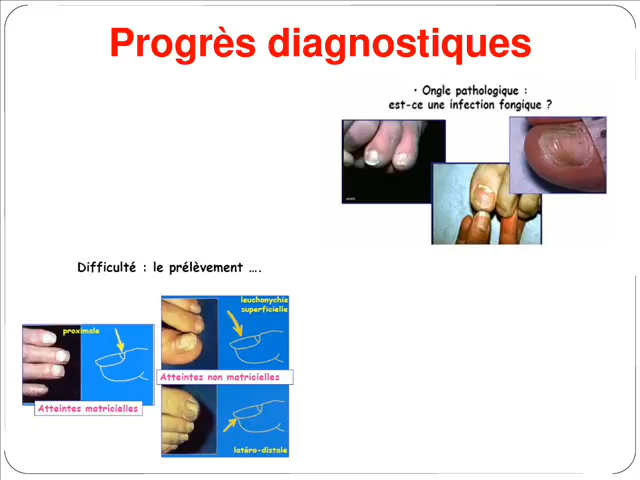 Progrès diagnostiques
• Ongle pathologique :
est-ce une infection fongique ?
Difficulté : le prélèvement ....
proximale
Atteintes matricielles
leuchonychie
superficielle
Atteintes non matricielles
latéro-distale